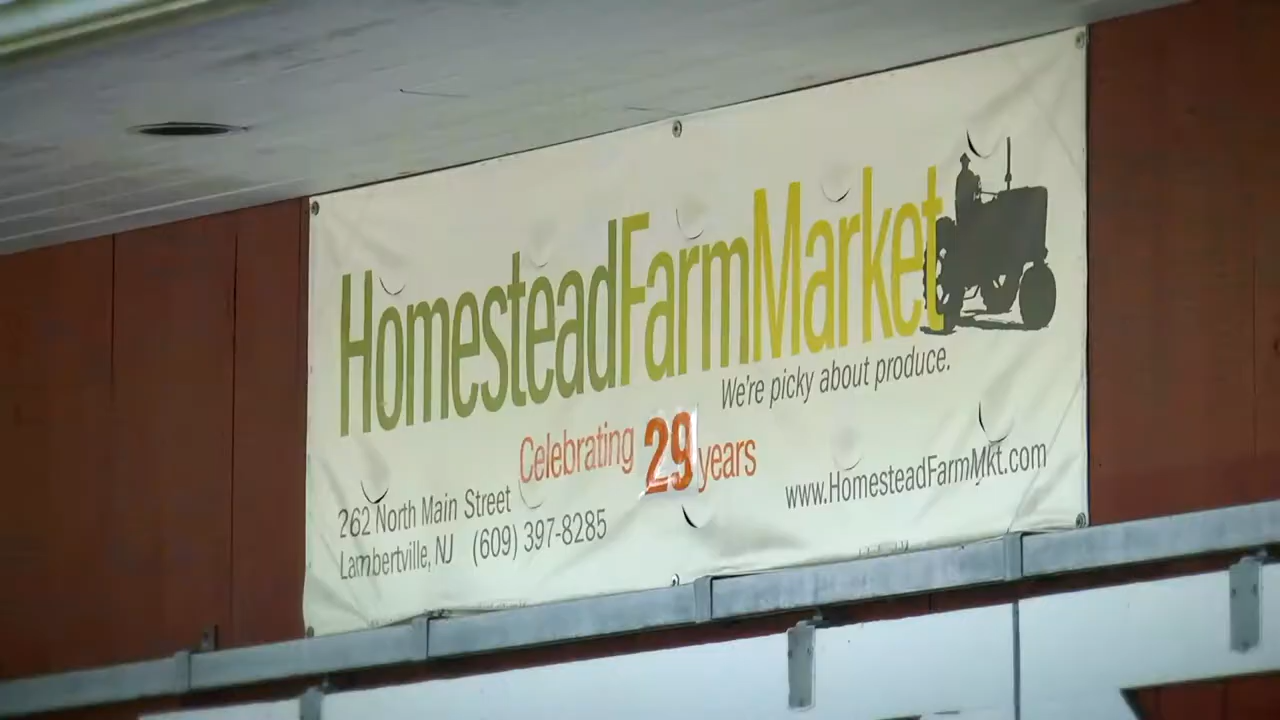 HomesteadFarmMarket
We're picky about produce.
Celebrating 29 years
262 North Main Street
Lambertville, NJ (609) 397-8285
www.HomesteadFarmMkt.com